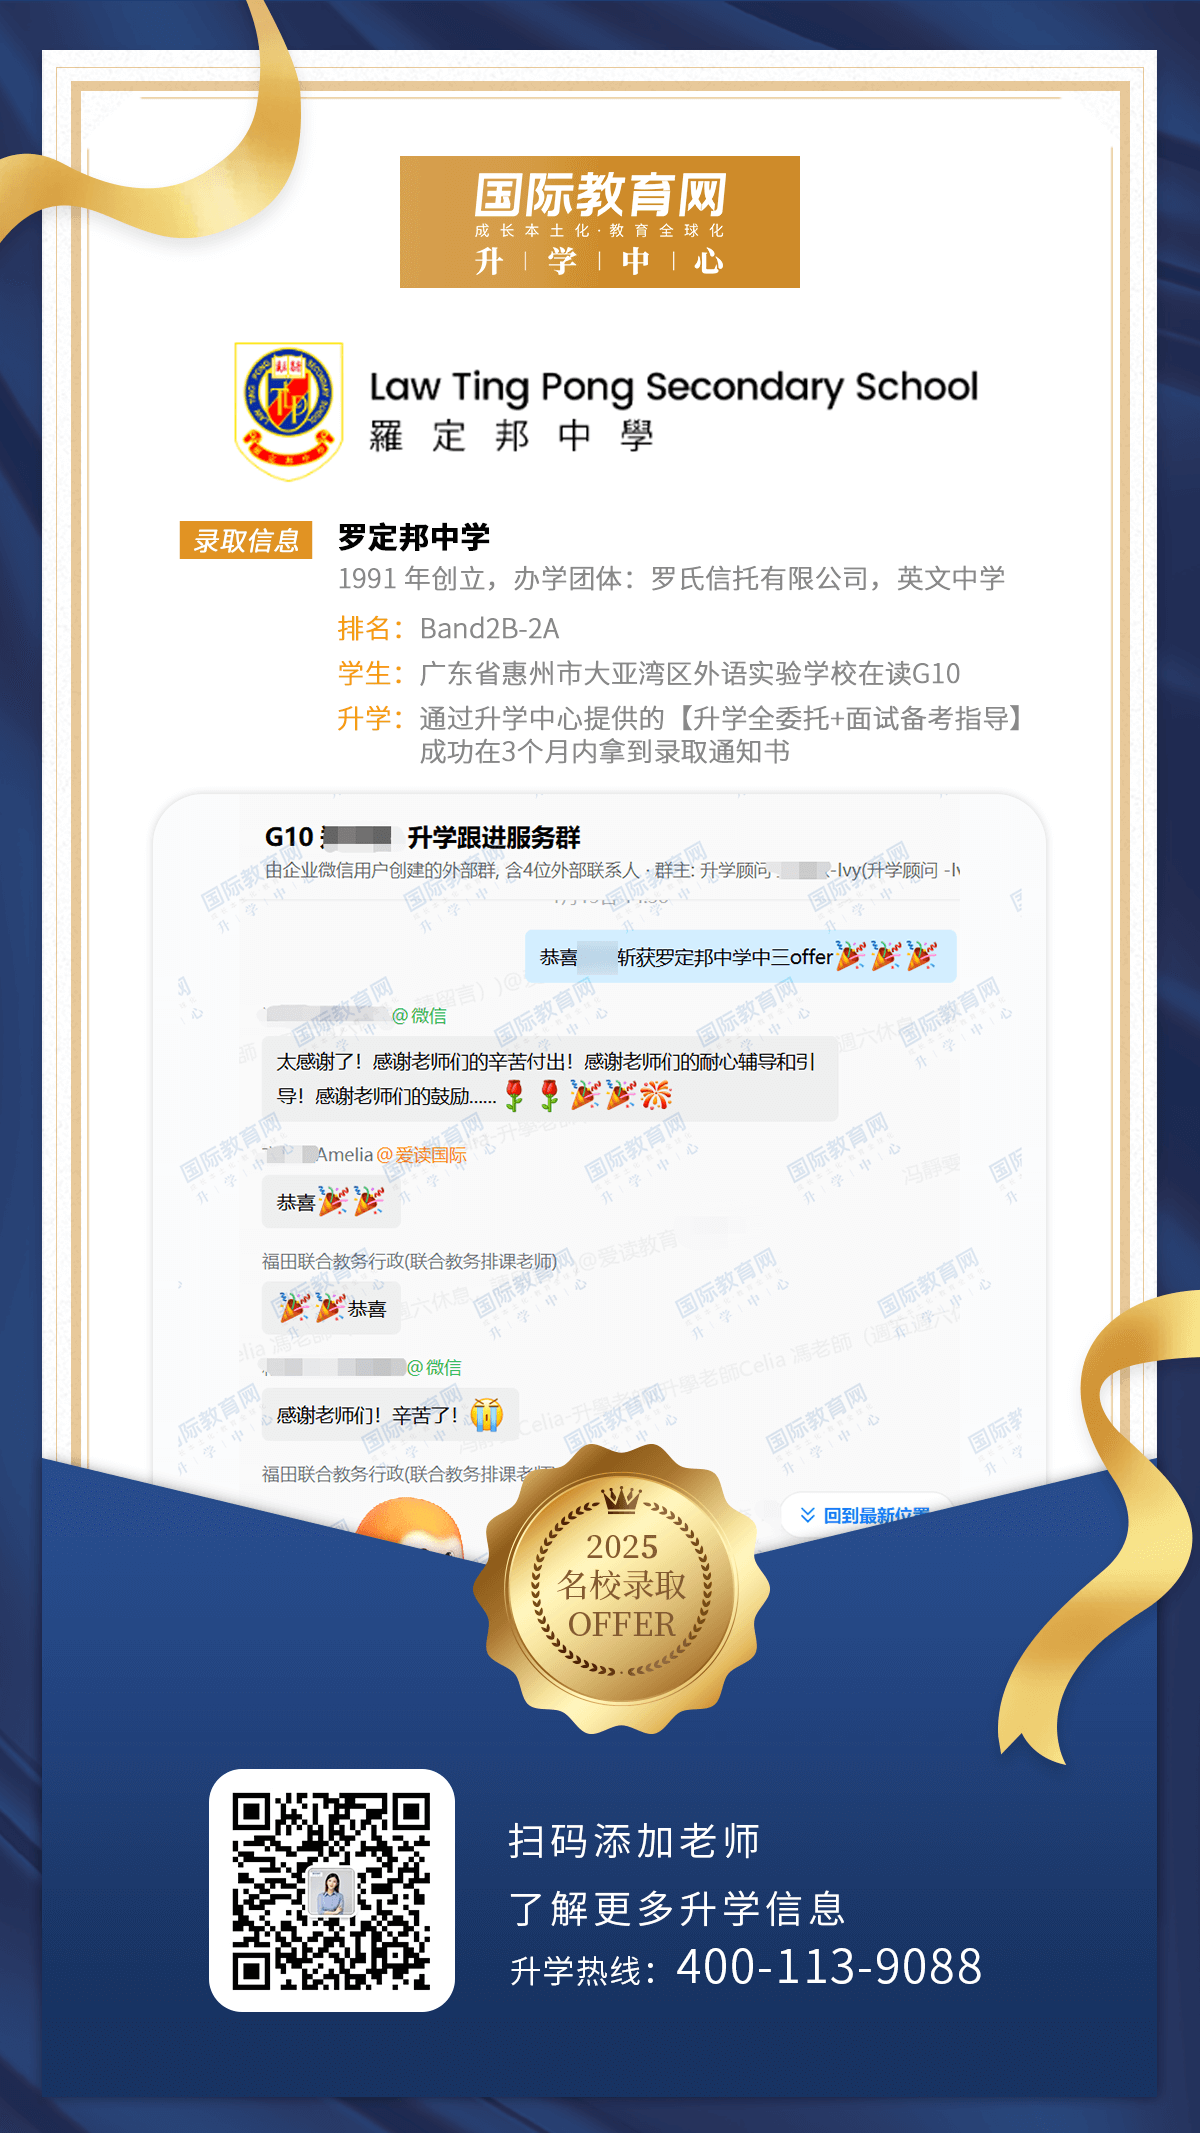 国际教育网
成长本土化·教育全球化
升|学|中|心
Law Ting Pong Secondary School
羅定邦中學
录取信息
罗定邦中学
1991 年创立，办学团体：罗氏信托有限公司，英文中学
排名：Band2B-2A
学生：广东省惠州市大亚湾区外语实验学校在读G10
升学：通过升学中心提供的【升学全委托+面试备考指导】
成功在3个月内拿到录取通知书
G10 升学跟进服务群
由企业微信用户创建的外部群, 含4位外部联系人 · 群主: 升学顾问 -Ivy(升学顾问 -Iv
恭喜 斩获罗定邦中学中三offer
@微信
太感谢了！感谢老师们的辛苦付出！感谢老师们的耐心辅导和引
导！感谢老师们的鼓励......
Amelia@爱读国际
恭喜
福田联合教务行政(联合教务排课老师)
恭喜
@微信
感谢老师们！辛苦了！
福田联合教务行政(联合教务排课老师
回到最新位置
2025
名校录取
OFFER
扫码添加老师
了解更多升学信息
升学热线：400-113-9088